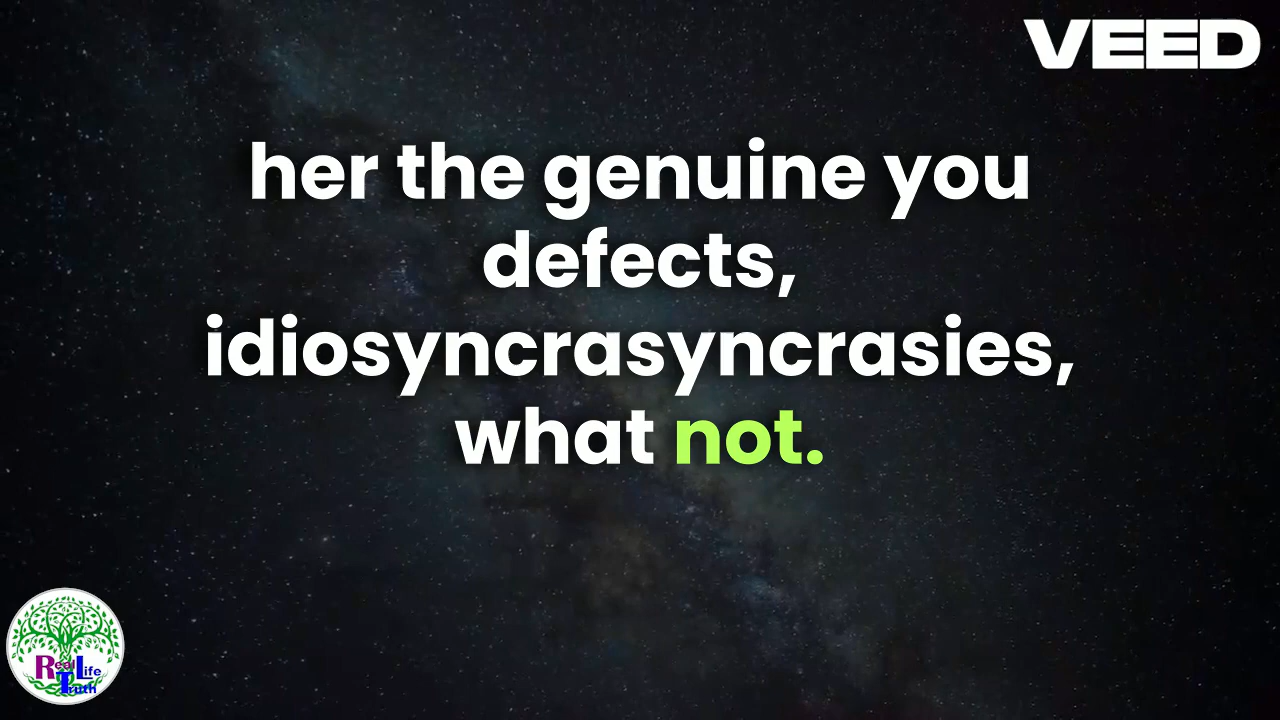 VEED
her the genuine you
defects,
idiosyncrasyncrasies,
what not.
Real Life
Truth